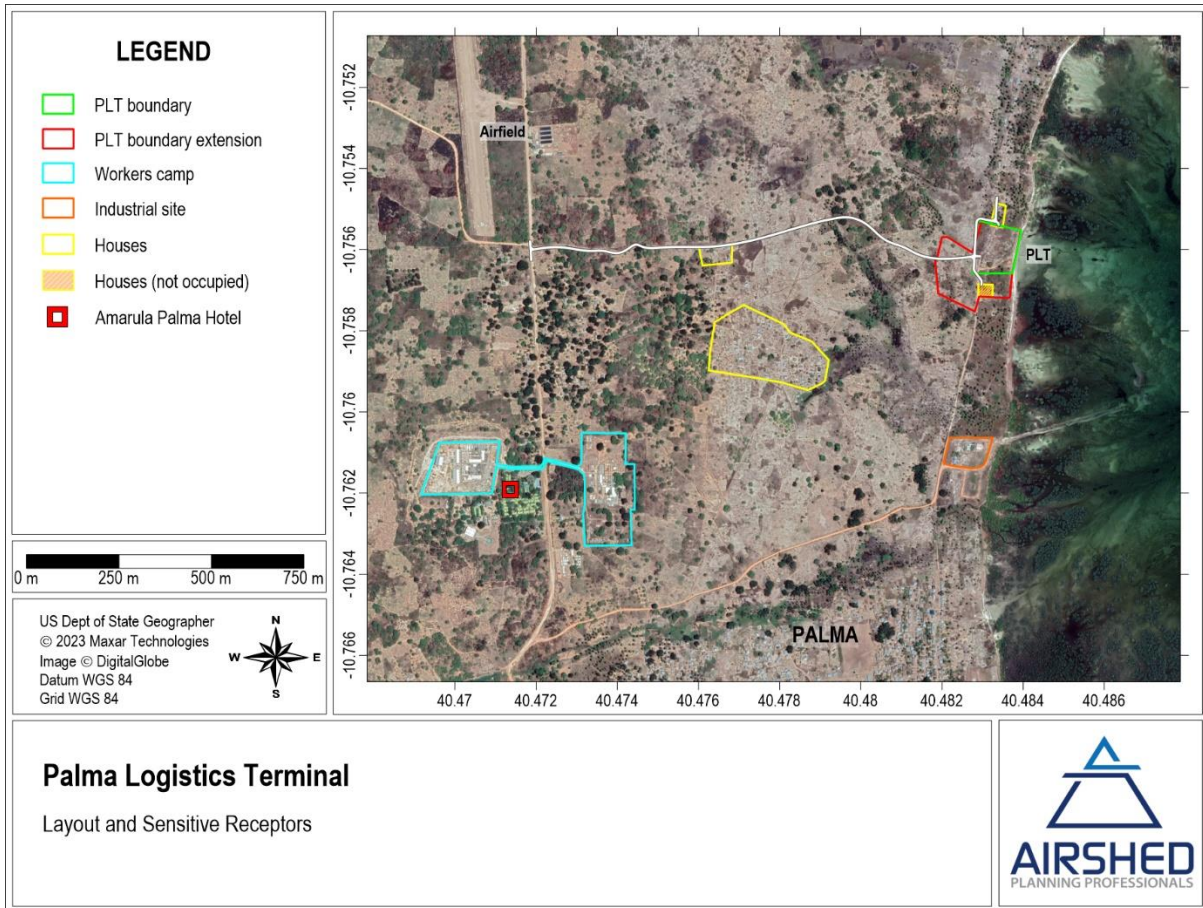 LEGEND
PLT boundary
PLT boundary extension
Workers camp
Industrial site
Houses
Houses (not occupied)
Amarula Palma Hotel
0 m 250 m 500 m 750 m
US Dept of State Geographer
© 2023 Maxar Technologies
Image © DigitalGlobe
Datum WGS 84
Grid WGS 84
N
W E
S
-10.752
-10.754
-10.756
-10.758
-10.76
-10.762
-10.764
-10.766
Airfield
PLT
PALMA
40.47 40.472 40.474 40.476 40.478 40.48 40.482 40.484 40.486
Palma Logistics Terminal
Layout and Sensitive Receptors
AIRSHED
PLANNING PROFESSIONALS